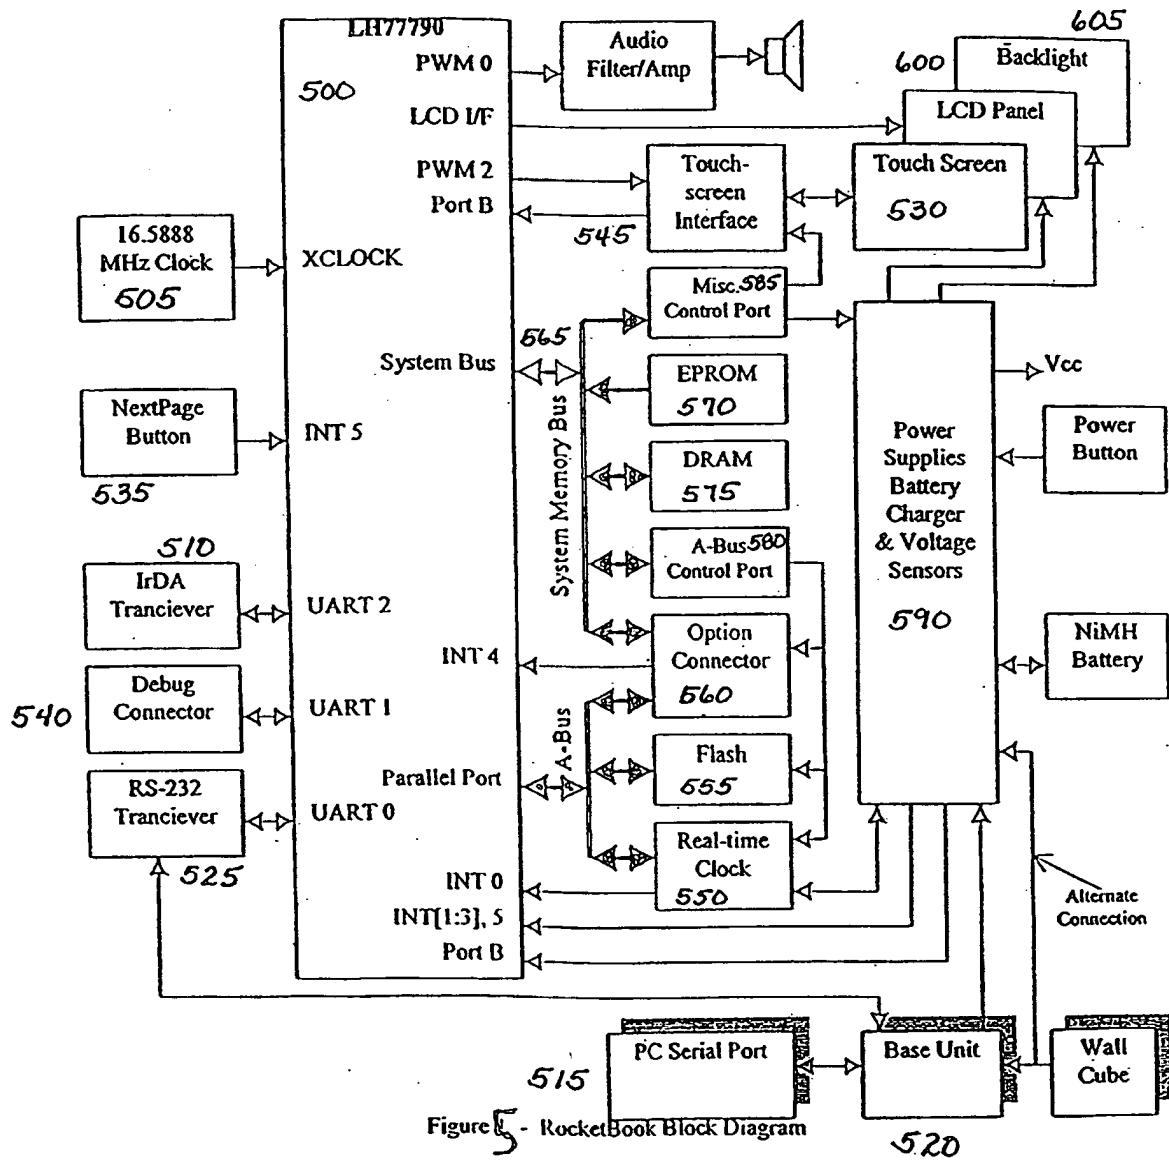 LH77790
500
PWM 0
LCD I/F
PWM 2
Port B
XCLOCK
System Bus
INT 5
UART 2
INT 4
UART 1
Parallel Port
UART 0
INT 0
INT[1:3], 5
Port B
Audio
Filter/Amp
605
Backlight
600
LCD Panel
Touch Screen
530
Touch-
screen
Interface
545
16.5888
MHz Clock
505
Misc. 585
Control Port
565
System Memory Bus
EPROM
570
DRAM
575
A-Bus 580
Control Port
Option
Connector
560
A-Bus
Flash
555
Real-time
Clock
550
NextPage
Button
535
510
IrDA
Tranciever
Debug
Connector
540
RS-232
Tranciever
525
Vcc
Power
Button
Power
Supplies
Battery
Charger
& Voltage
Sensors
590
NiMH
Battery
Alternate
Connection
PC Serial Port
515
Base Unit
520
Wall
Cube
Figure 5 - RocketBook Block Diagram